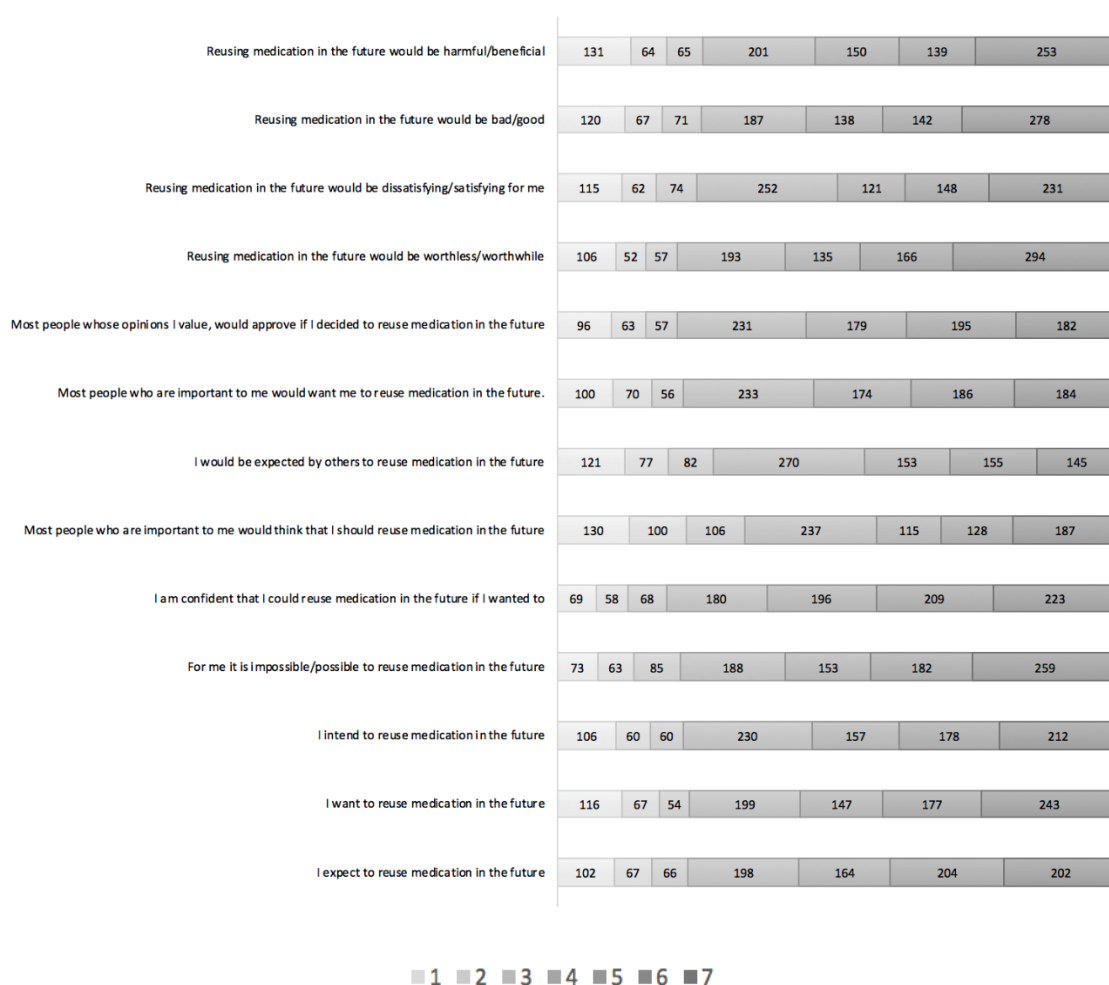 Reusing medication in the future would be harmful/beneficial 131 64 65 201 150 139 253
Reusing medication in the future would be bad/good 120 67 71 187 138 142 278
Reusing medication in the future would be dissatisfying/satisfying for me 115 62 74 252 121 148 231
Reusing medication in the future would be worthless/worthwhile 106 52 57 193 135 166 294
Most people whose opinions I value, would approve if I decided to reuse medication in the future 96 63 57 231 179 195 182
Most people who are important to me would want me to reuse medication in the future. 100 70 56 233 174 186 184
I would be expected by others to reuse medication in the future 121 77 82 270 153 155 145
Most people who are important to me would think that I should reuse medication in the future 130 100 106 237 115 128 187
I am confident that I could reuse medication in the future if I wanted to 69 58 68 180 196 209 223
For me it is impossible/possible to reuse medication in the future 73 63 85 188 153 182 259
I intend to reuse medication in the future 106 60 60 230 157 178 212
I want to reuse medication in the future 116 67 54 199 147 177 243
I expect to reuse medication in the future 102 67 66 198 164 204 202
1 2 3 4 5 6 7